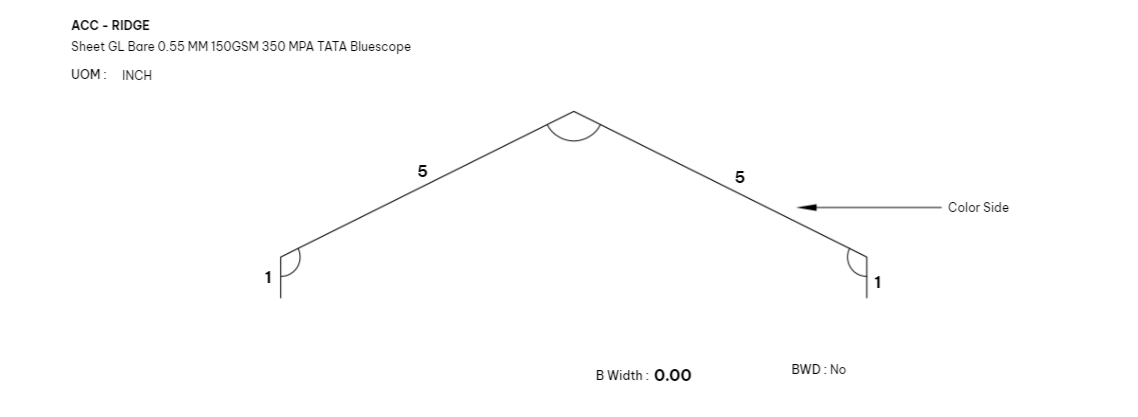 ACC - RIDGE
Sheet GL Bare 0.55 MM 150GSM 350 MPA TATA Bluescope
UOM : INCH
5
5
Color Side
1
1
B Width : 0.00
BWD : No